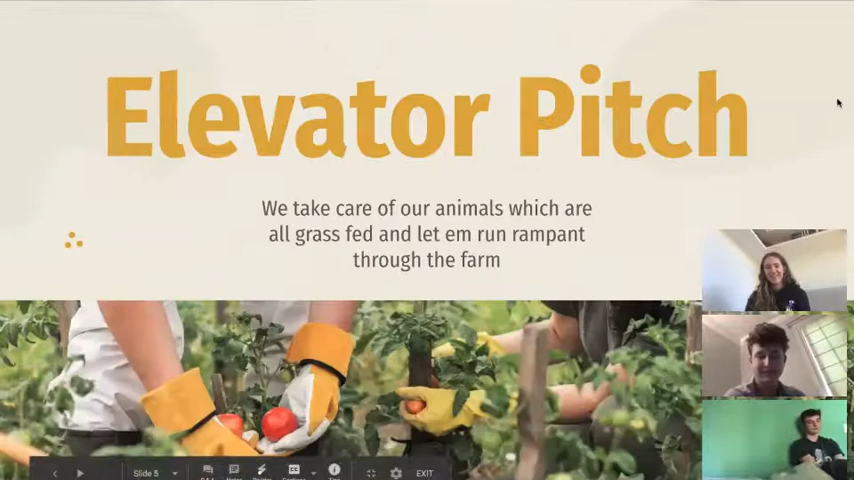 Elevator Pitch
We take care of our animals which are
all grass fed and let em run rampant
through the farm
Slide 5
EXIT